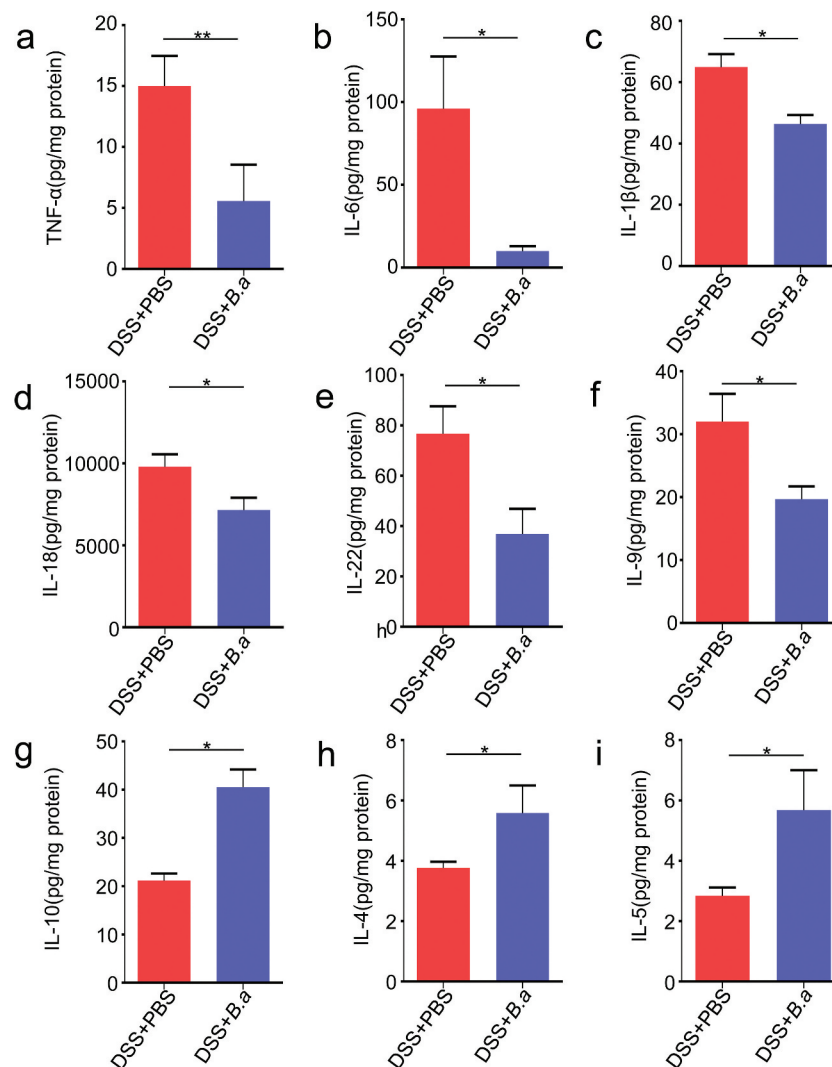 a
TNF-α(pg/mg protein)
20
15
10
5
0
**
DSS+PBS
DSS+B.a
b
IL-6(pg/mg protein)
150
100
50
0
*
DSS+PBS
DSS+B.a
c
IL-1β(pg/mg protein)
80
60
40
20
0
*
DSS+PBS
DSS+B.a
d
IL-18(pg/mg protein)
15000
10000
5000
0
*
DSS+PBS
DSS+B.a
e
IL-22(pg/mg protein)
100
80
60
40
20
h0
*
DSS+PBS
DSS+B.a
f
IL-9(pg/mg protein)
40
30
20
10
0
*
DSS+PBS
DSS+B.a
g
IL-10(pg/mg protein)
50
40
30
20
10
0
*
DSS+PBS
DSS+B.a
h
IL-4(pg/mg protein)
8
6
4
2
0
*
DSS+PBS
DSS+B.a
i
IL-5(pg/mg protein)
8
6
4
2
0
*
DSS+PBS
DSS+B.a